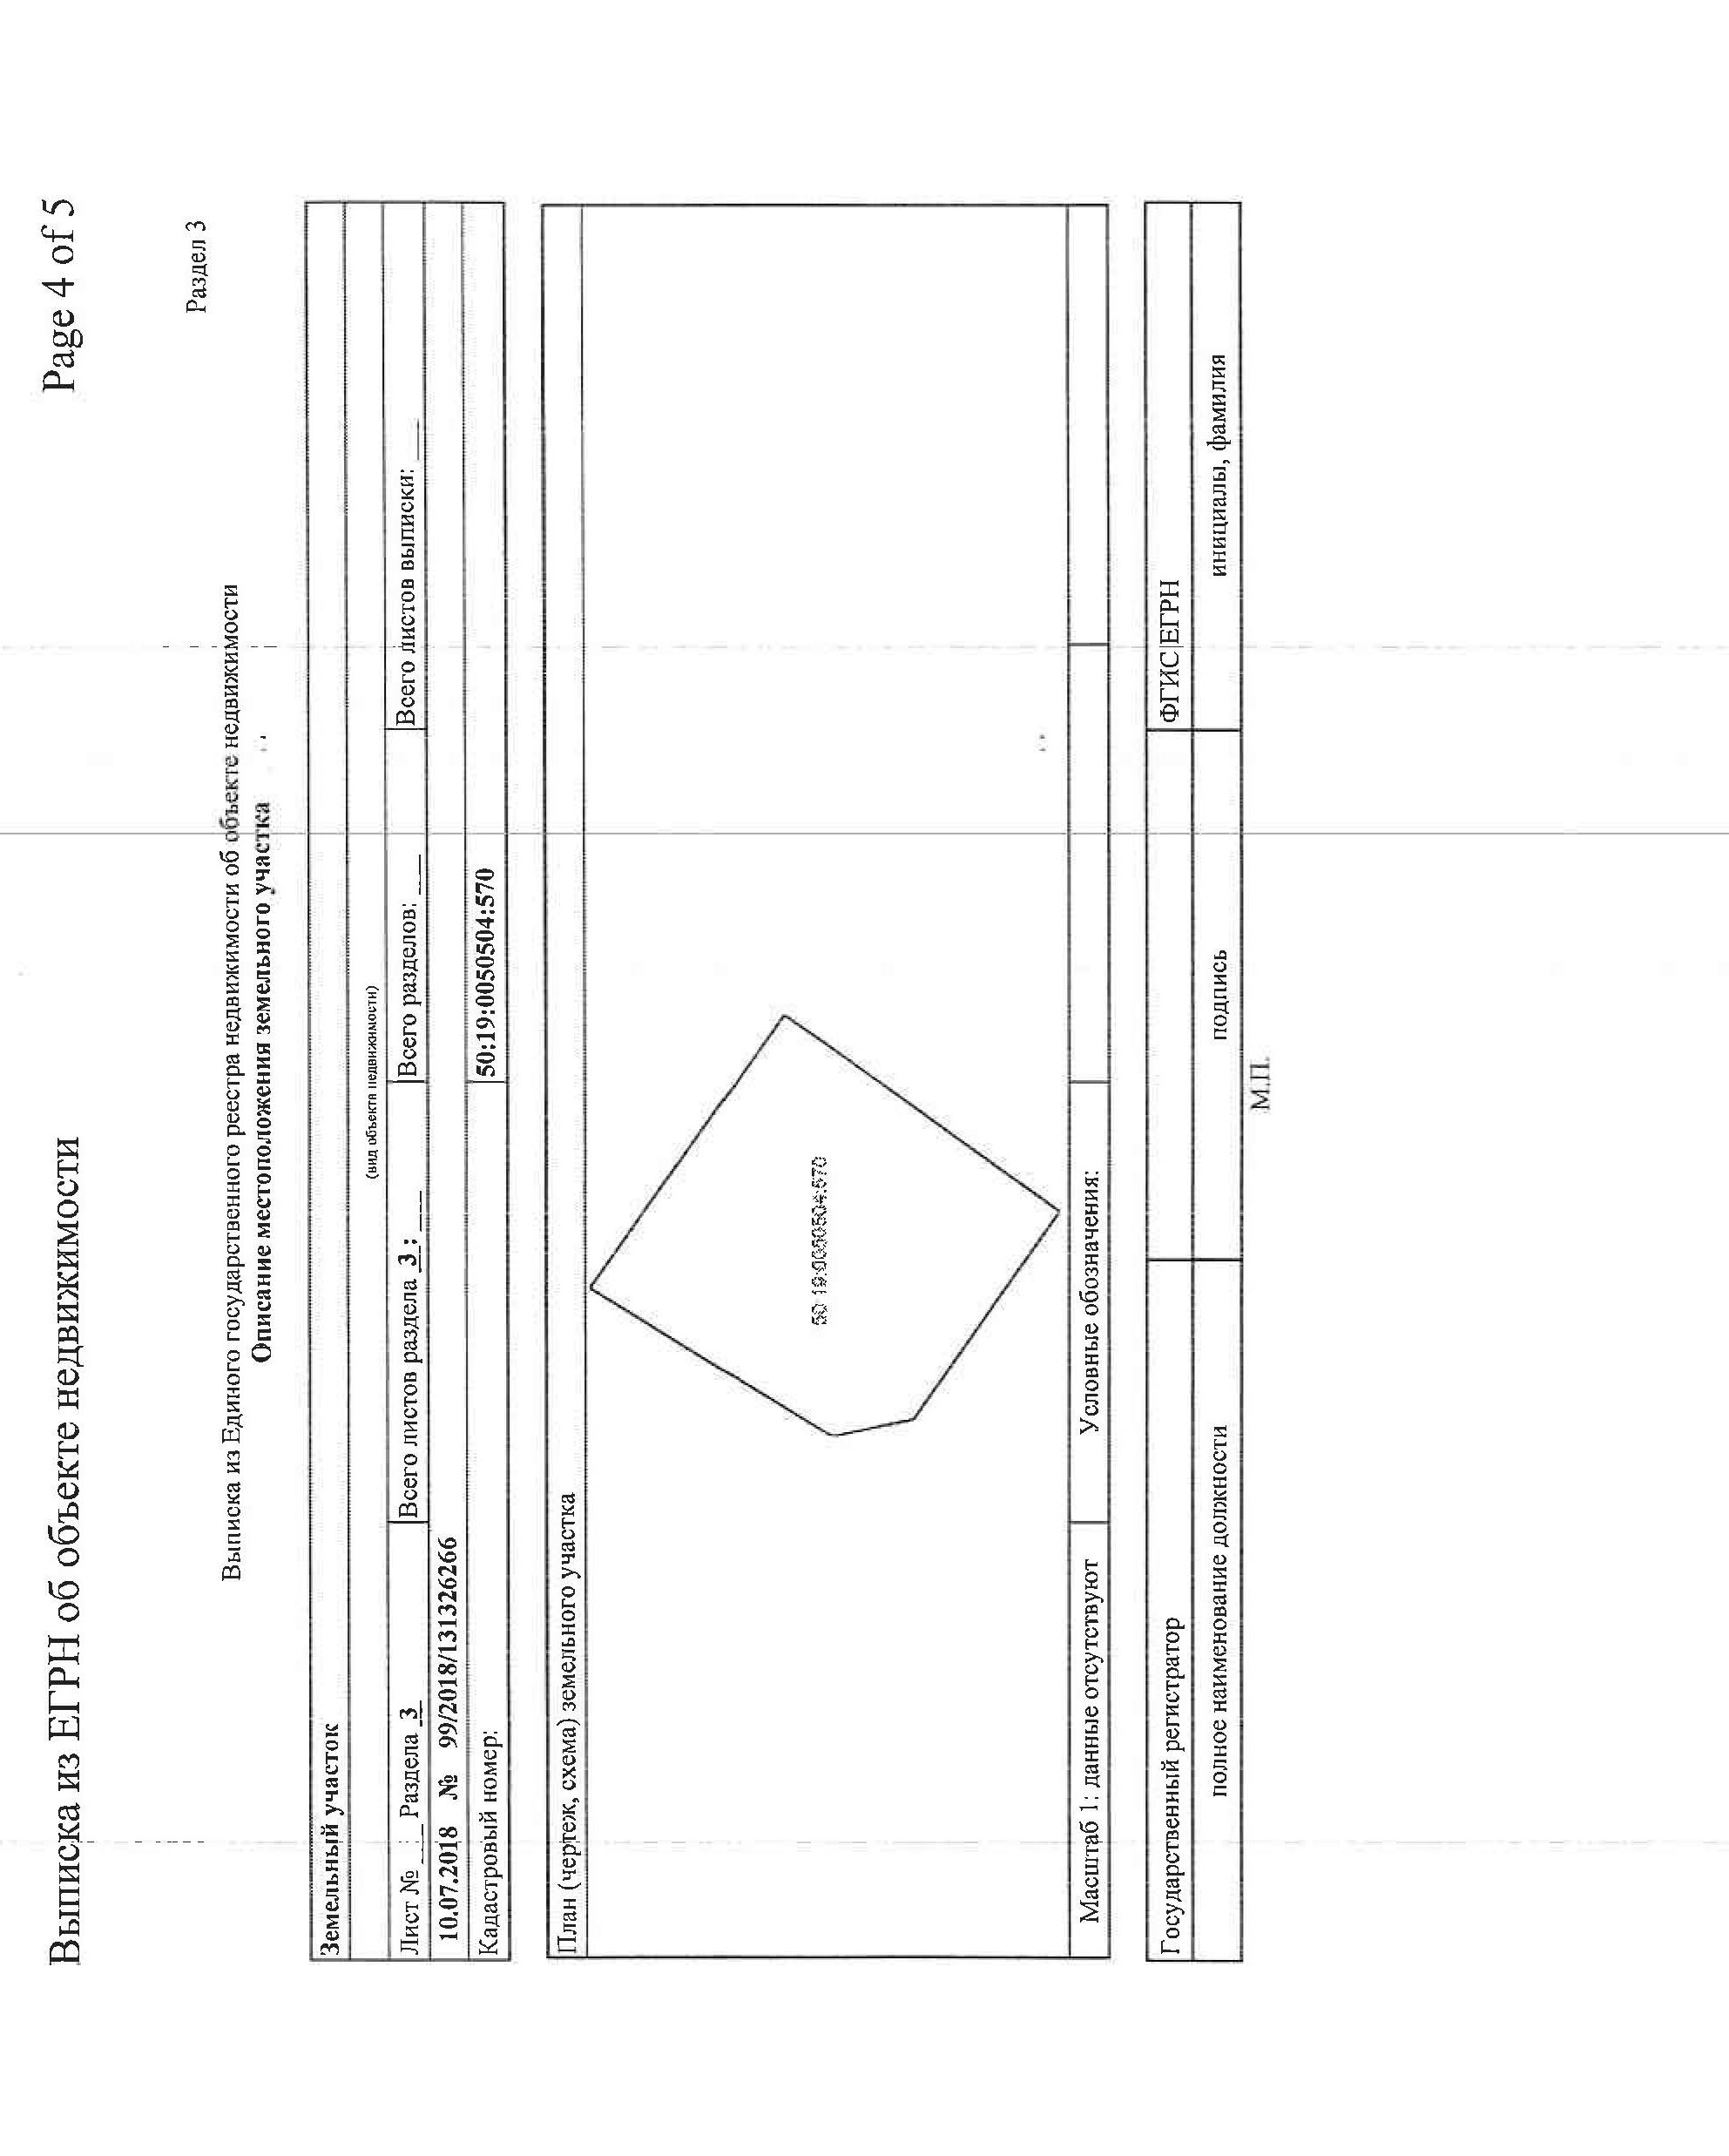 Выписка из ЕГРН об объекте недвижимости Page 4 of 5
Раздел 3
Выписка из Единого государственного реестра недвижимости об объекте недвижимости
Описание местоположения земельного участка
Земельный участок
(вид объекта недвижимости)
Лист № ___ Раздела 3 Всего листов раздела 3 : ___ Всего разделов: ___ Всего листов выписки: ___
10.07.2018 № 99/2018/131326266
Кадастровый номер: 50:19:0050504:570
План (чертеж, схема) земельного участка
50:19:0050504:570
Масштаб 1: данные отсутствуют Условные обозначения:
Государственный регистратор ФГИС ЕГРН
полное наименование должности подпись инициалы, фамилия
М.П.